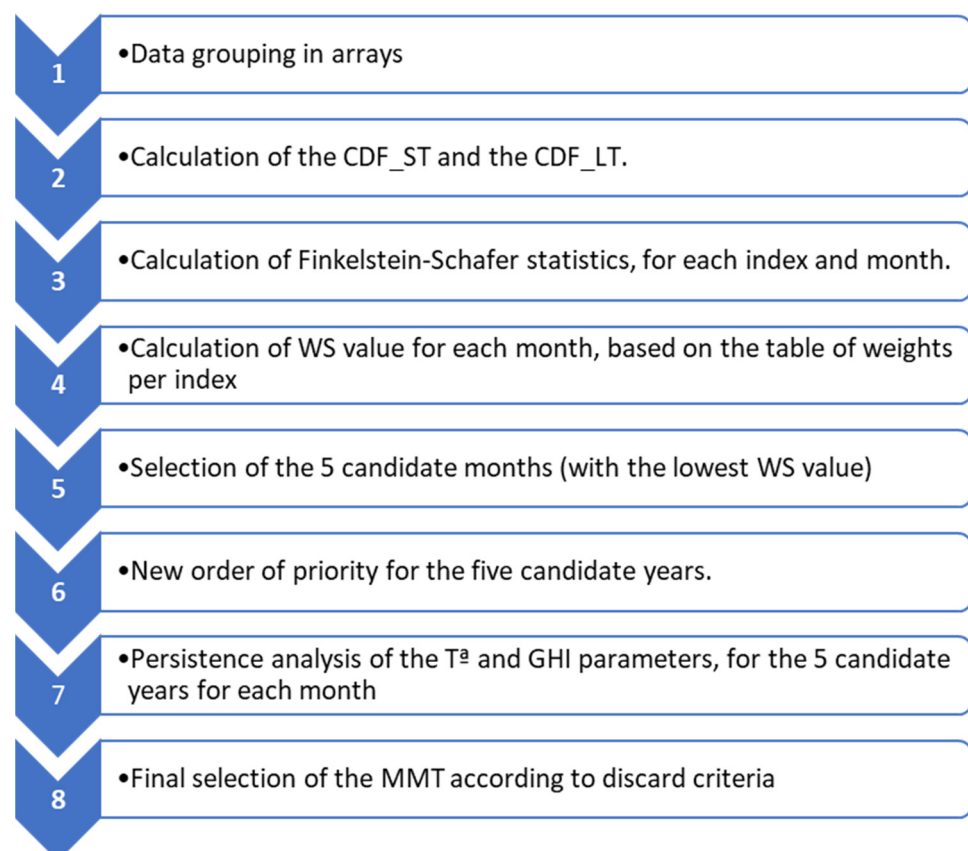 1
•Data grouping in arrays
2
•Calculation of the CDF_ST and the CDF_LT.
3
•Calculation of Finkelstein-Schafer statistics, for each index and month.
4
•Calculation of WS value for each month, based on the table of weights
per index
5
•Selection of the 5 candidate months (with the lowest WS value)
6
•New order of priority for the five candidate years.
7
•Persistence analysis of the Tª and GHI parameters, for the 5 candidate
years for each month
8
•Final selection of the MMT according to discard criteria